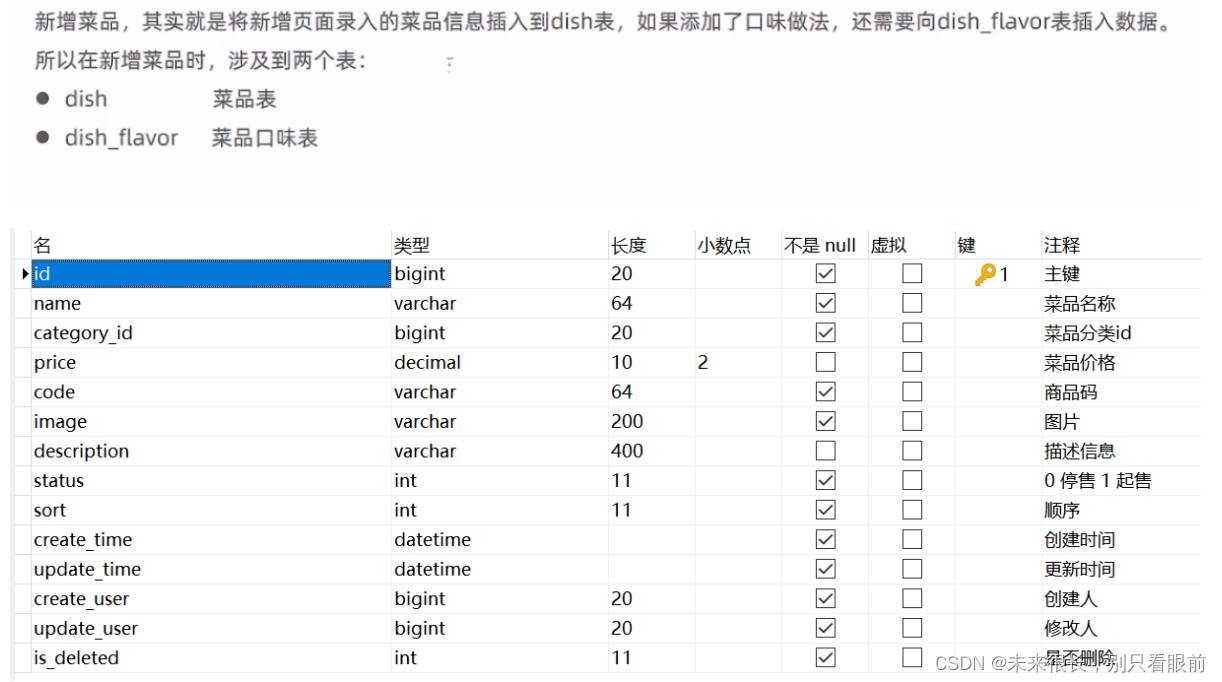 新增菜品，其实就是将新增页面录入的菜品信息插入到dish表，如果添加了口味做法，还需要向dish_flavor表插入数据。
所以在新增菜品时，涉及到两个表：
● dish 菜品表
● dish_flavor 菜品口味表
名 类型 长度 小数点 不是 null 虚拟 键 注释
id bigint 20 1 主键
name varchar 64 菜品名称
category_id bigint 20 菜品分类id
price decimal 10 2 菜品价格
code varchar 64 商品码
image varchar 200 图片
description varchar 400 描述信息
status int 11 0 停售 1 起售
sort int 11 顺序
create_time datetime 创建时间
update_time datetime 更新时间
create_user bigint 20 创建人
update_user bigint 20 修改人
is_deleted int 11 是否删除
CSDN @未来很长，别只看眼前